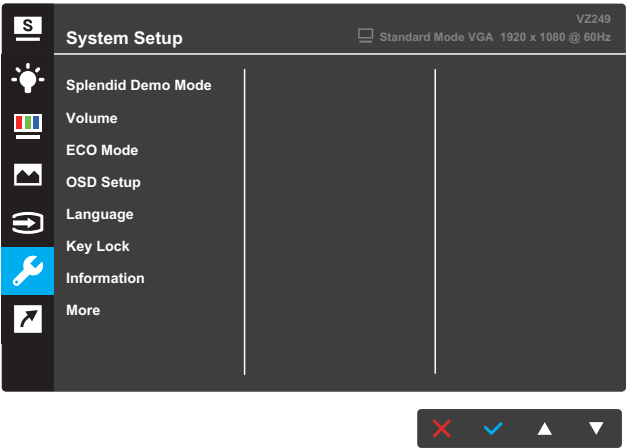 S
VZ249
System Setup
Standard Mode VGA 1920 x 1080 @ 60Hz
Splendid Demo Mode
Volume
ECO Mode
OSD Setup
Language
Key Lock
Information
More